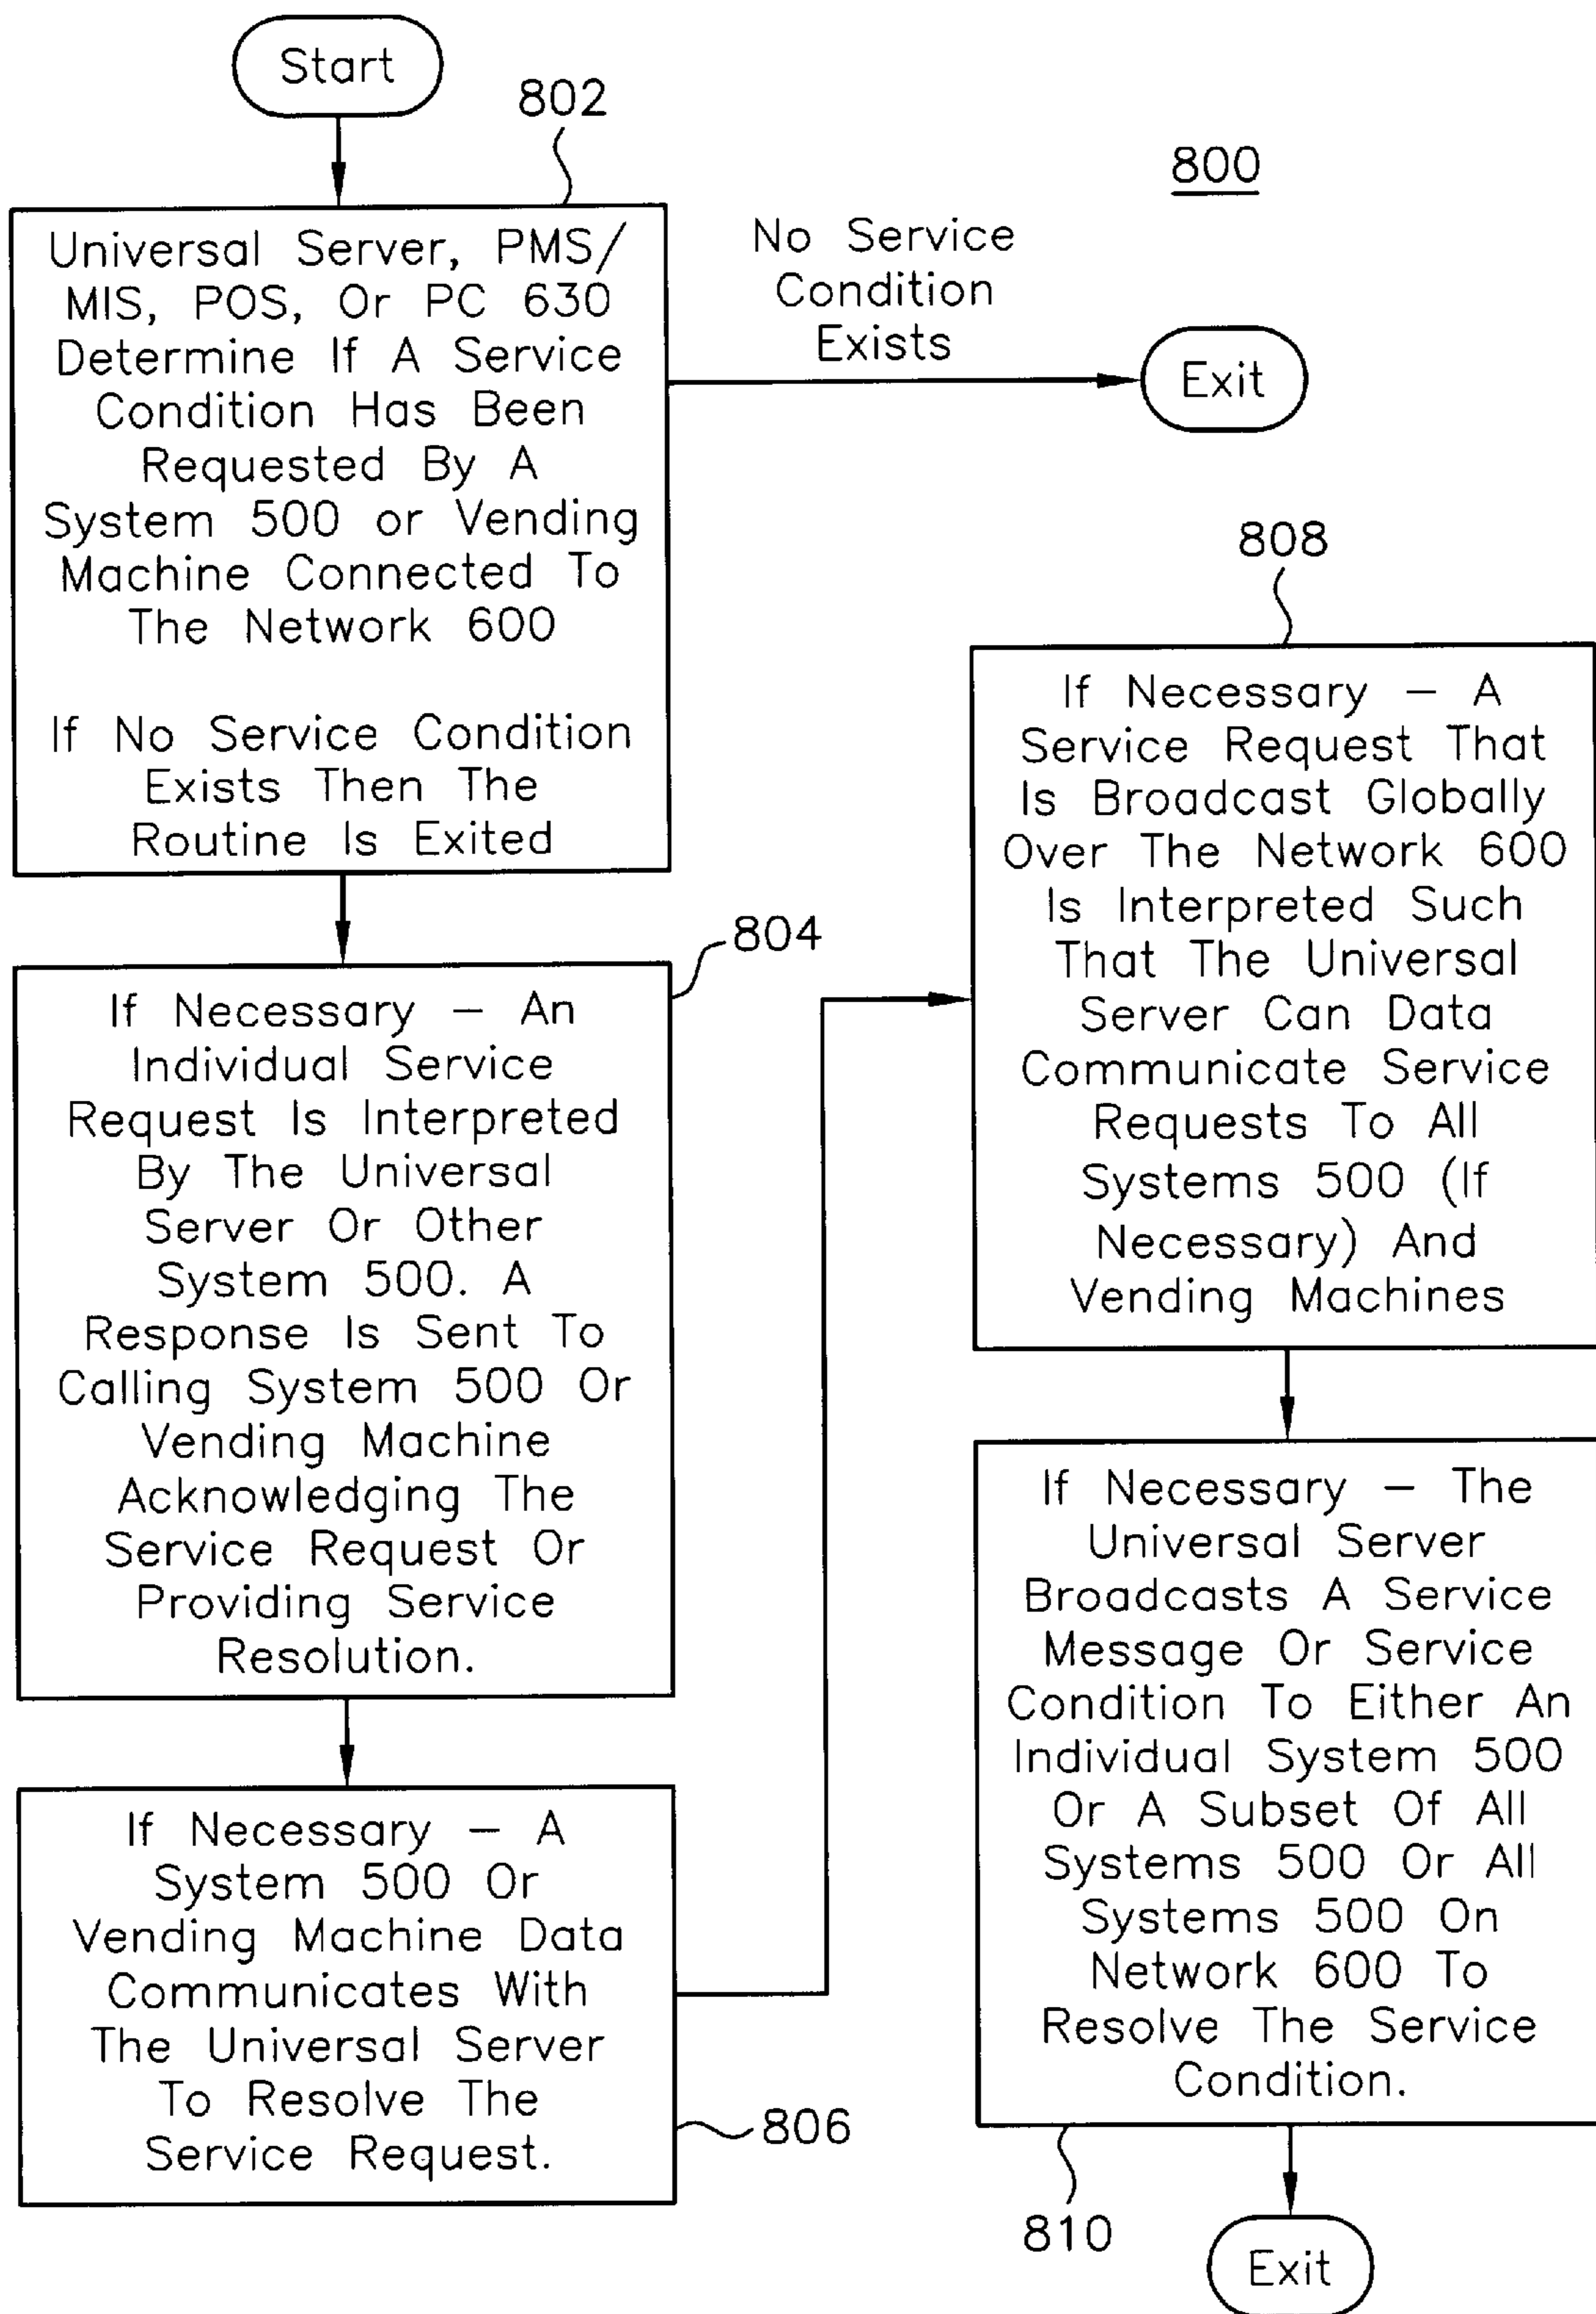 Start
802
800
Universal Server, PMS/
MIS, POS, Or PC 630
Determine If A Service
Condition Has Been
Requested By A
System 500 or Vending
Machine Connected To
The Network 600
If No Service Condition
Exists Then The
Routine Is Exited
No Service
Condition
Exists
Exit
804
If Necessary – An
Individual Service
Request Is Interpreted
By The Universal
Server Or Other
System 500. A
Response Is Sent To
Calling System 500 Or
Vending Machine
Acknowledging The
Service Request Or
Providing Service
Resolution.
If Necessary – A
System 500 Or
Vending Machine Data
Communicates With
The Universal Server
To Resolve The
Service Request.
806
808
If Necessary – A
Service Request That
Is Broadcast Globally
Over The Network 600
Is Interpreted Such
That The Universal
Server Can Data
Communicate Service
Requests To All
Systems 500 (If
Necessary) And
Vending Machines
If Necessary – The
Universal Server
Broadcasts A Service
Message Or Service
Condition To Either An
Individual System 500
Or A Subset Of All
Systems 500 Or All
Systems 500 On
Network 600 To
Resolve The Service
Condition.
810
Exit